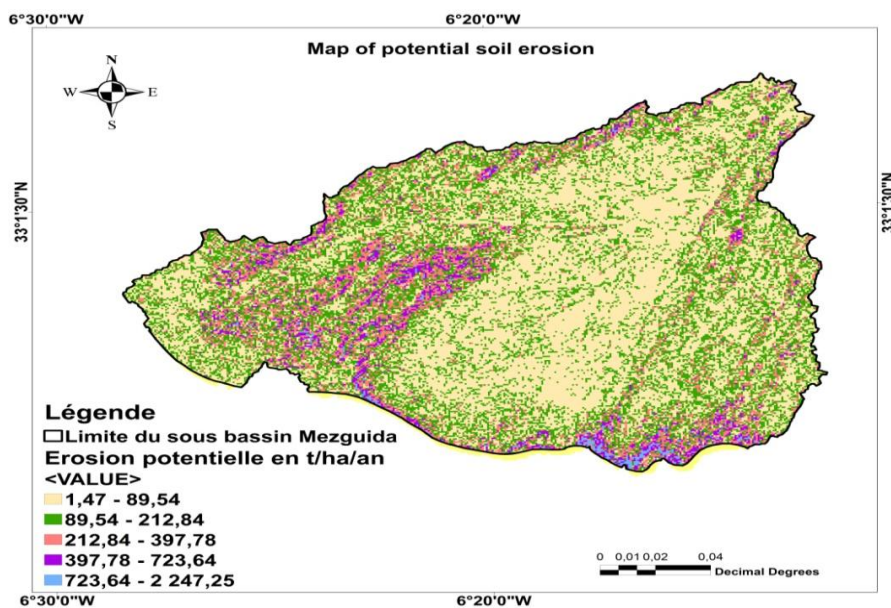 6°30'0"W 6°20'0"W
Map of potential soil erosion
N
W E
S
33°1'30"N 33°1'30"N
Légende
Limite du sous bassin Mezguida
Erosion potentielle en t/ha/an
<VALUE>
1,47 - 89,54
89,54 - 212,84
212,84 - 397,78
397,78 - 723,64
723,64 - 2 247,25
0 0,01 0,02 0,04
Decimal Degrees
6°30'0"W 6°20'0"W